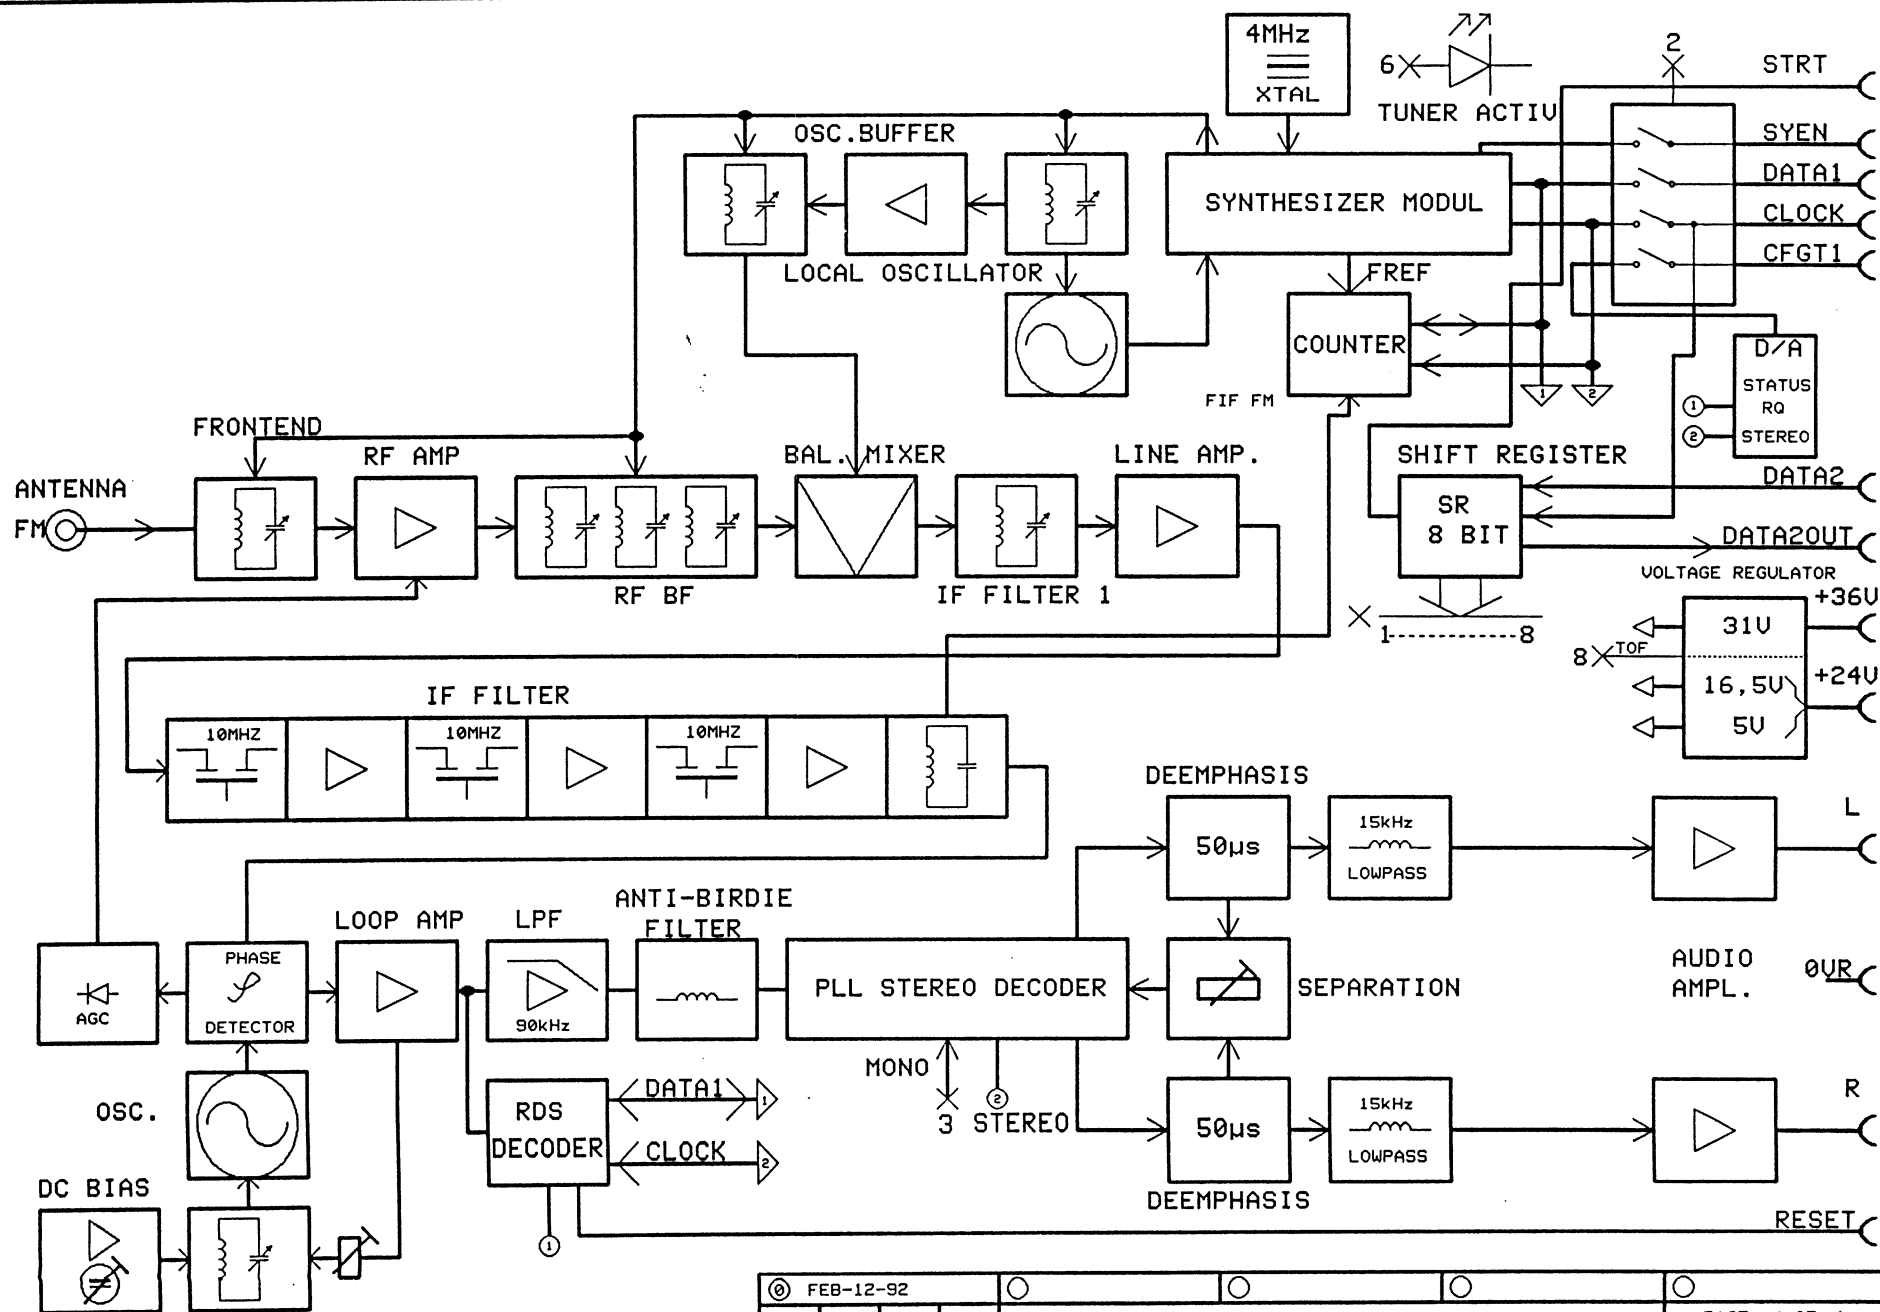 4MHz
XTAL
6
TUNER ACTIV
2
STRT
SYEN
DATA1
CLOCK
CFGT1
OSC.BUFFER
SYNTHESIZER MODUL
LOCAL OSCILLATOR
FREF
COUNTER
FIF FM
1
2
D/A
STATUS
RQ
STEREO
1
2
FRONTEND
RF AMP
BAL. MIXER
LINE AMP.
SHIFT REGISTER
ANTENNA
FM
SR
8 BIT
DATA2
DATA2OUT
RF BF
IF FILTER 1
1--------------8
VOLTAGE REGULATOR
+36V
31V
8
TOF
+24V
16,5V
5V
IF FILTER
10MHZ
10MHZ
10MHZ
DEEMPHASIS
50µs
15kHz
LOWPASS
L
LOOP AMP
LPF
ANTI-BIRDIE
FILTER
AGC
PHASE
DETECTOR
90kHz
PLL STEREO DECODER
SEPARATION
AUDIO
AMPL.
0VR
MONO
3
2
STEREO
OSC.
RDS
DECODER
DATA1
1
CLOCK
2
1
50µs
DEEMPHASIS
15kHz
LOWPASS
R
DC BIAS
RESET
0 FEB-12-92